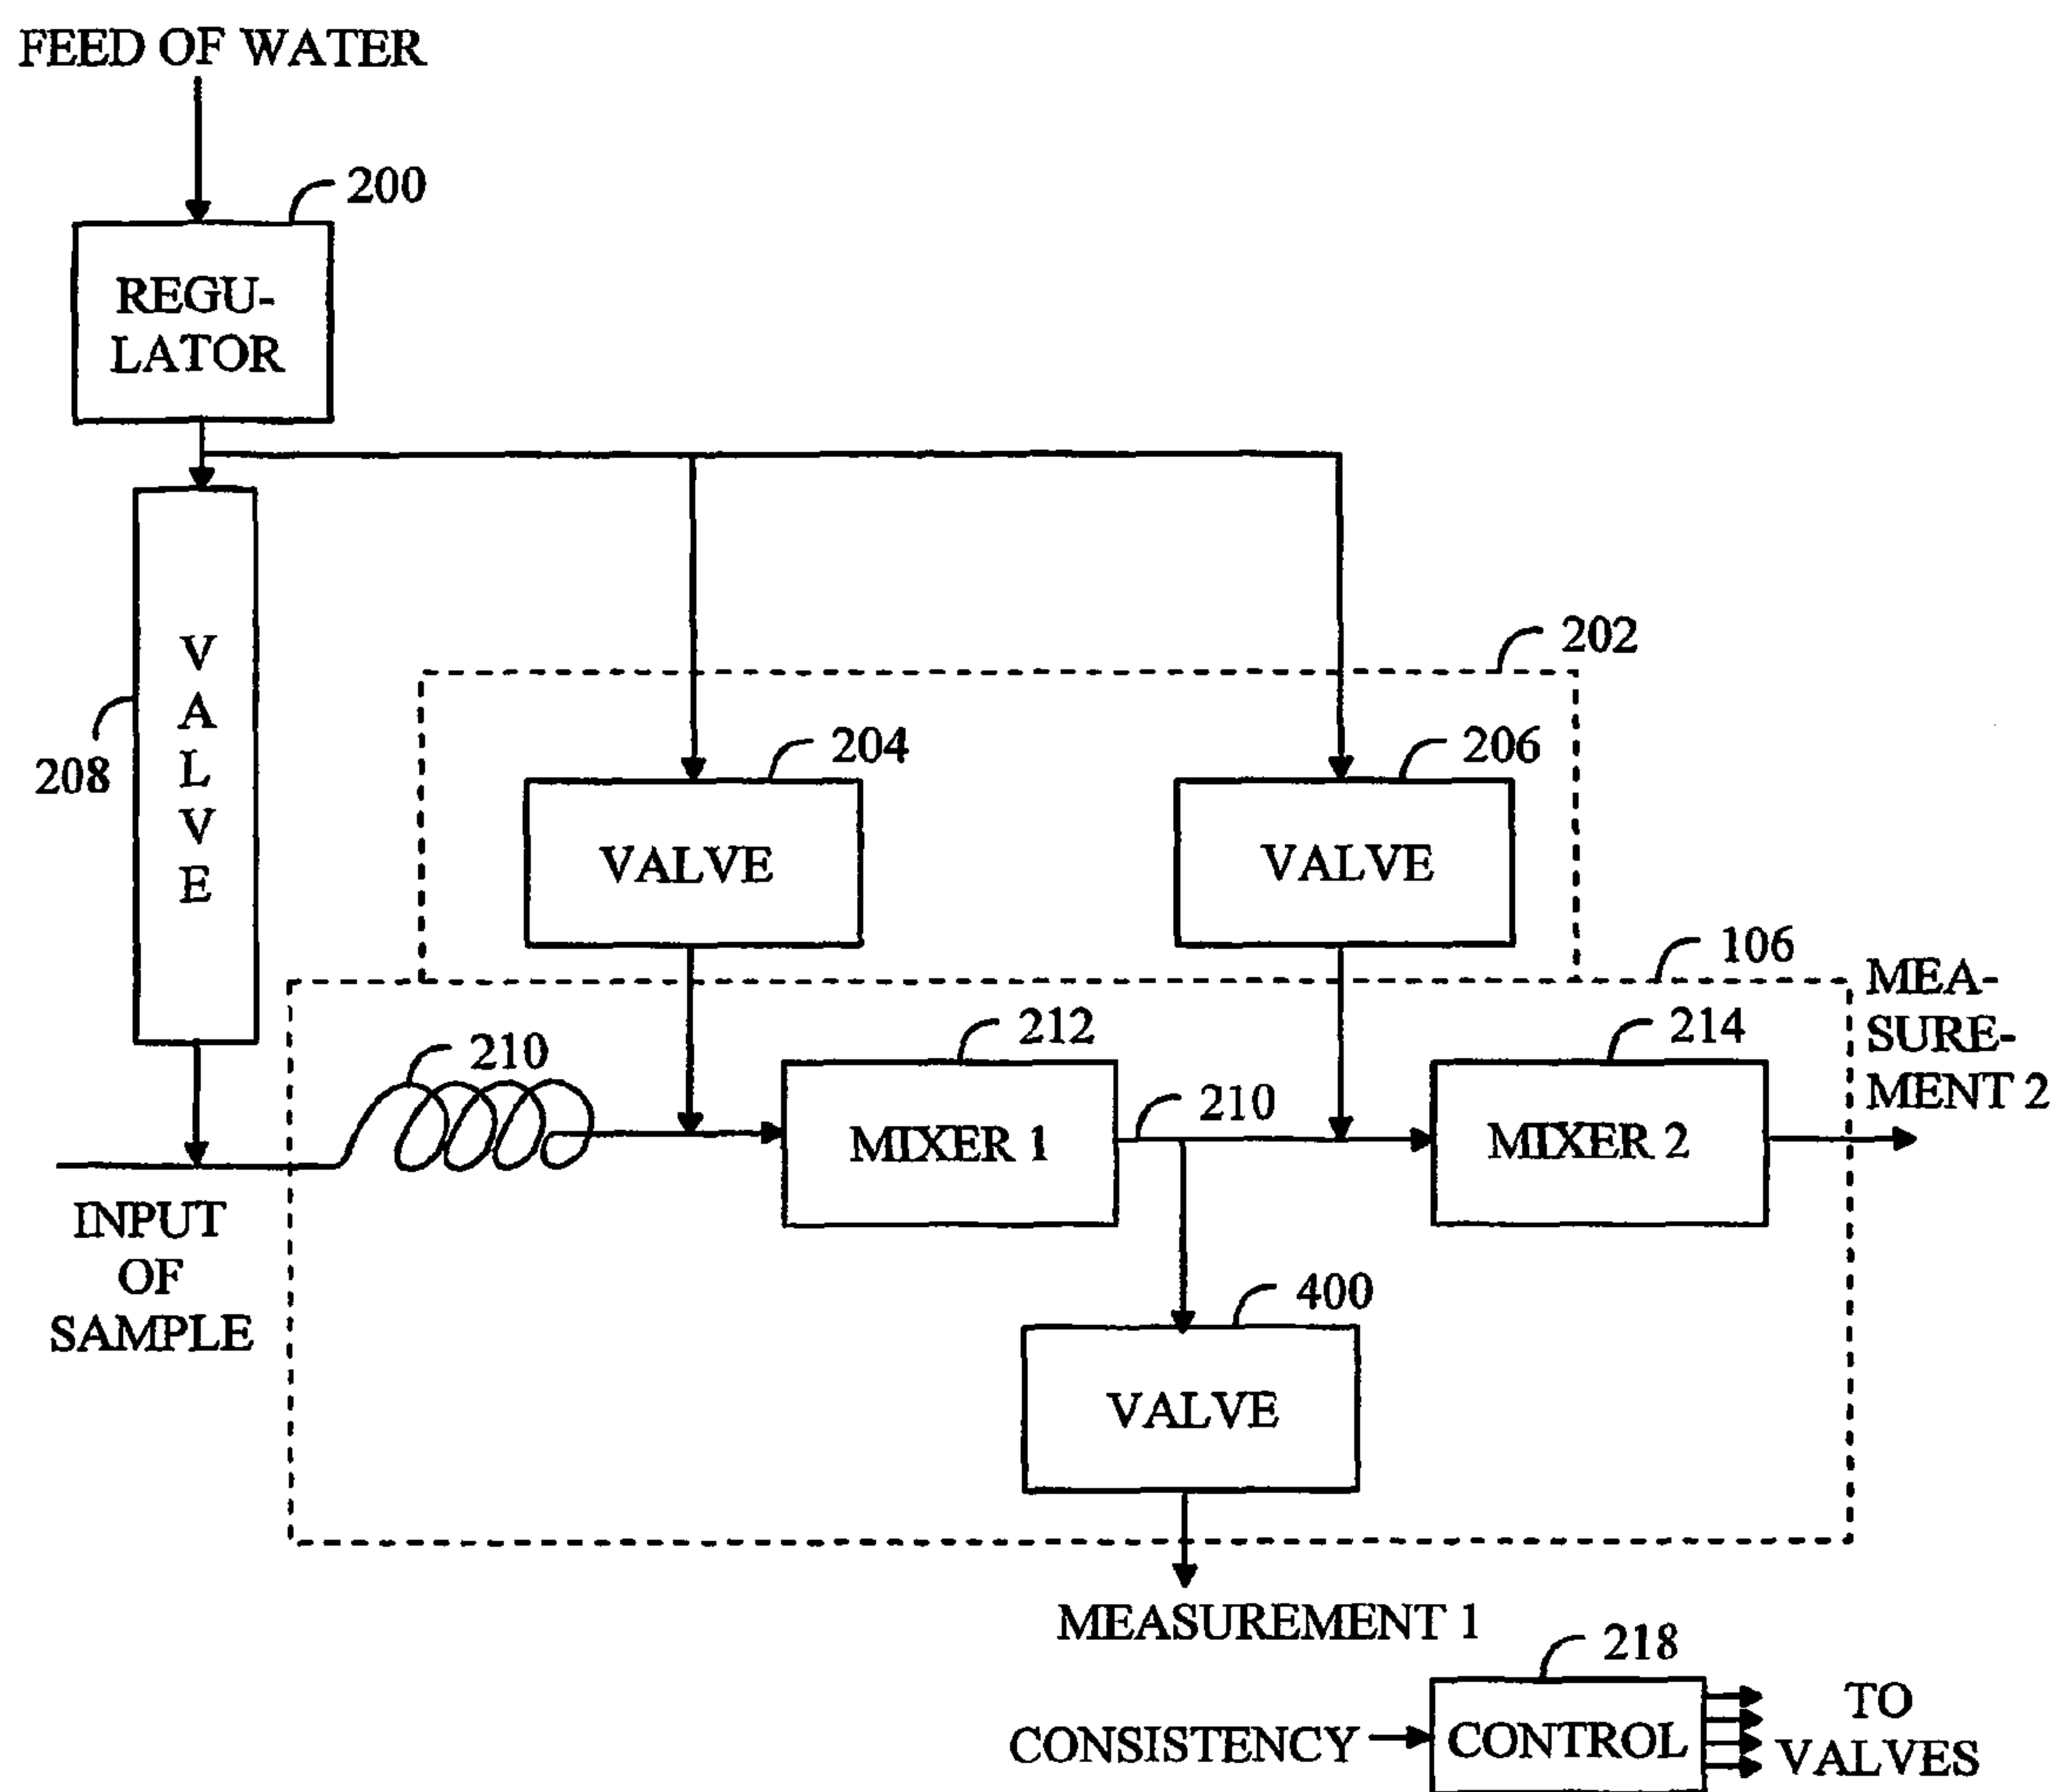 FEED OF WATER
200
REGU-
LATOR
202
V
A
L
V
E
208
204
VALVE
206
VALVE
106
MEA-
SURE-
MENT 2
210
212
MIXER 1
210
214
MIXER 2
INPUT
OF
SAMPLE
400
VALVE
MEASUREMENT 1
218
CONSISTENCY
CONTROL
TO
VALVES